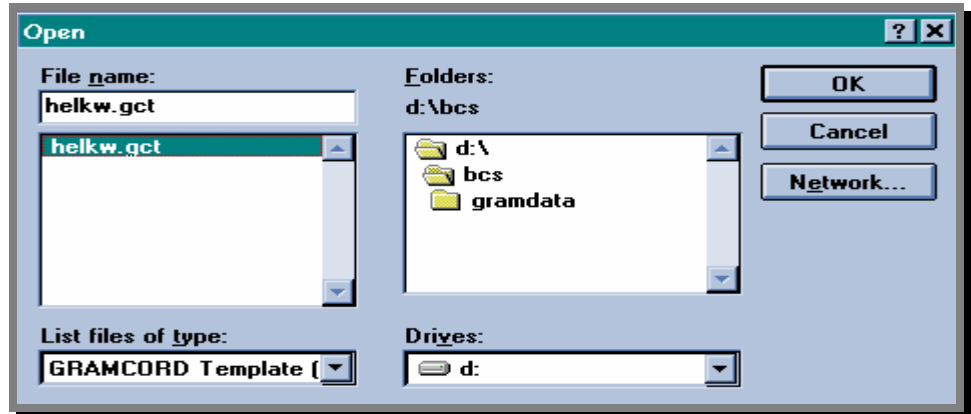 Open
File name:
helkw.gct
helkw.gct
List files of type:
GRAMCORD Template (
Folders:
d:\bcs
d:\
bcs
gramdata
Drives:
d:
OK
Cancel
Network...